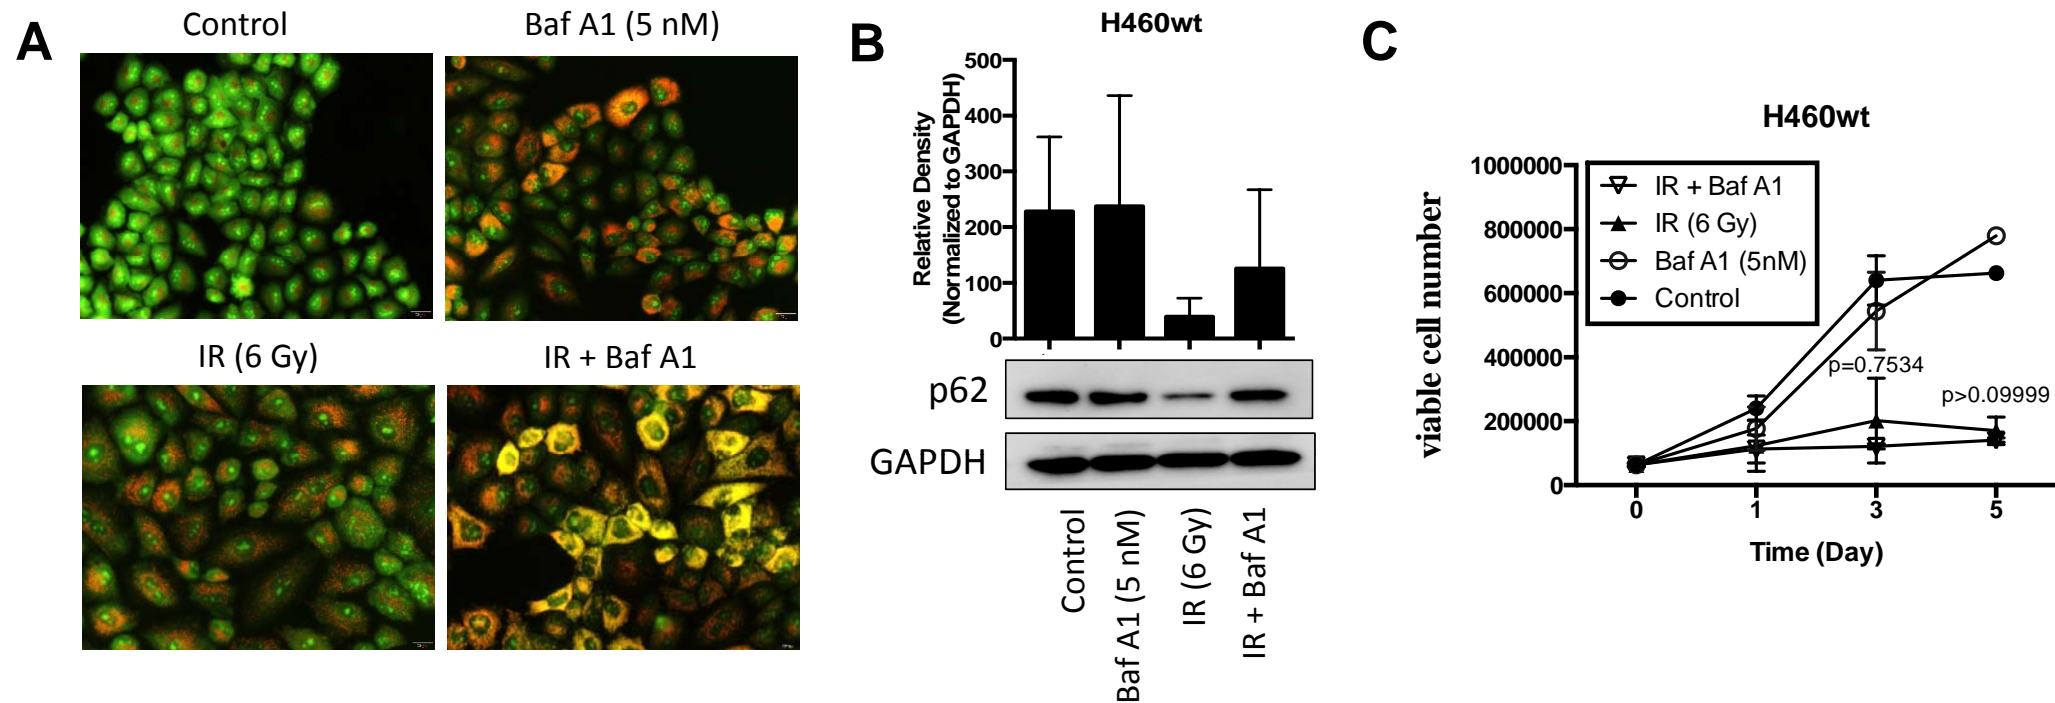 A
Control
Baf A1 (5 nM)
IR (6 Gy)
IR + Baf A1
B
H460wt
Relative Density
(Normalized to GAPDH)
500
400
300
200
100
0
p62
GAPDH
Control
Baf A1 (5 nM)
IR (6 Gy)
IR + Baf A1
C
H460wt
viable cell number
1000000
800000
600000
400000
200000
0
IR + Baf A1
IR (6 Gy)
Baf A1 (5nM)
Control
p=0.7534
p>0.09999
0 1 3 5
Time (Day)